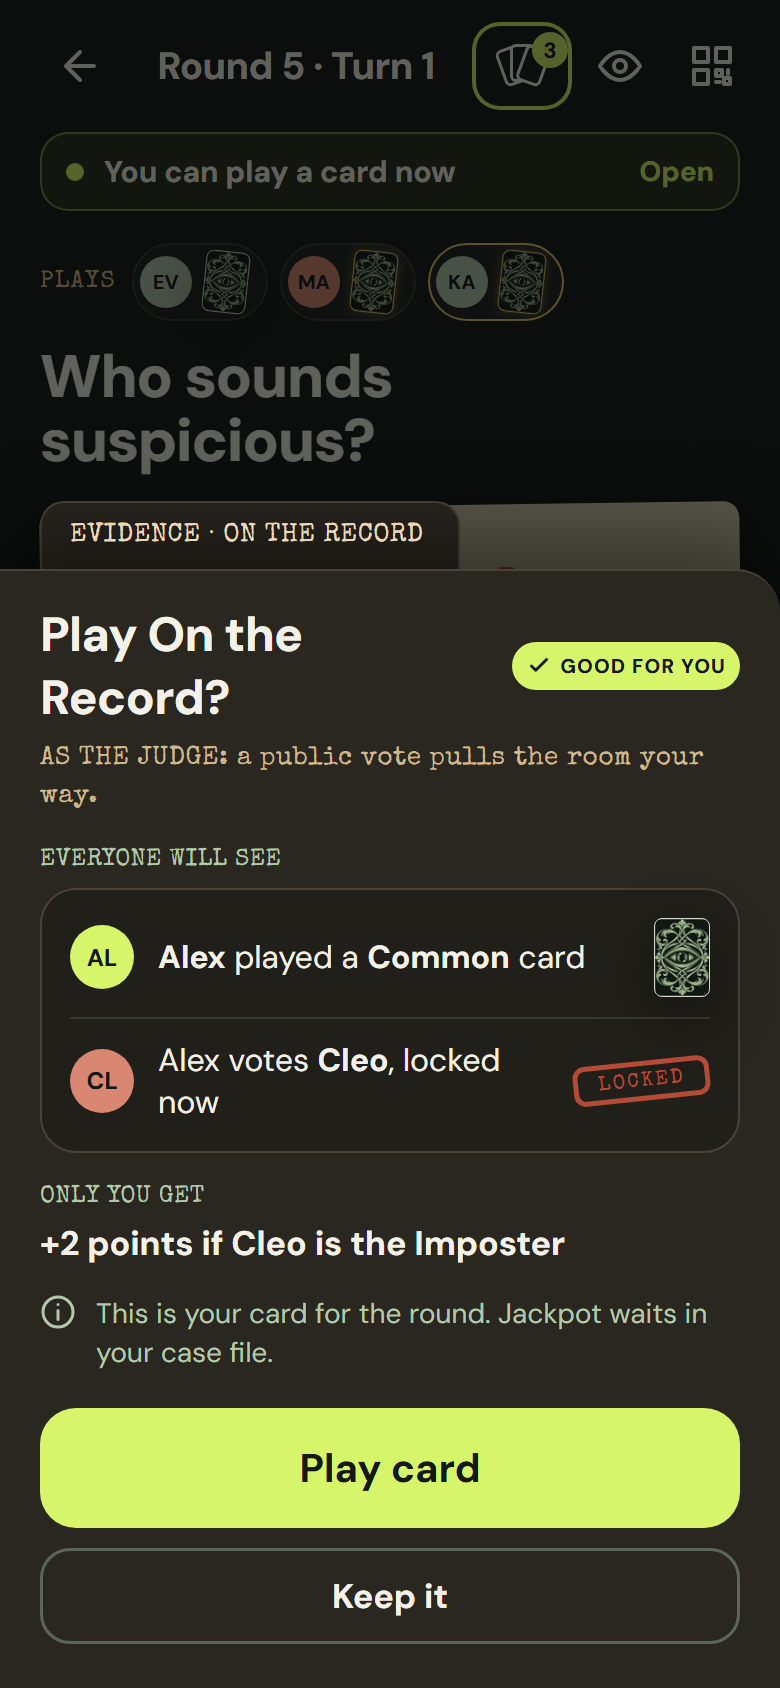 Round 5 · Turn 1
3
You can play a card now
Open
PLAYS
EV
MA
KA
Who sounds
suspicious?
EVIDENCE · ON THE RECORD
Play On the
Record?
GOOD FOR YOU
AS THE JUDGE: a public vote pulls the room your
way.
EVERYONE WILL SEE
AL
Alex played a Common card
CL
Alex votes Cleo, locked
now
LOCKED
ONLY YOU GET
+2 points if Cleo is the Imposter
This is your card for the round. Jackpot waits in
your case file.
Play card
Keep it